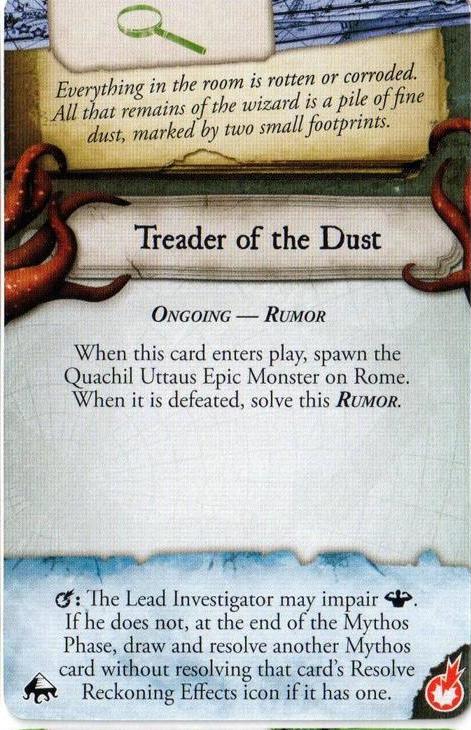 Everything in the room is rotten or corroded.
All that remains of the wizard is a pile of fine
dust, marked by two small footprints.
Treader of the Dust
ONGOING — RUMOR
When this card enters play, spawn the
Quachil Uttaus Epic Monster on Rome.
When it is defeated, solve this RUMOR.
: The Lead Investigator may impair .
If he does not, at the end of the Mythos
Phase, draw and resolve another Mythos
card without resolving that card's Resolve
Reckoning Effects icon if it has one.